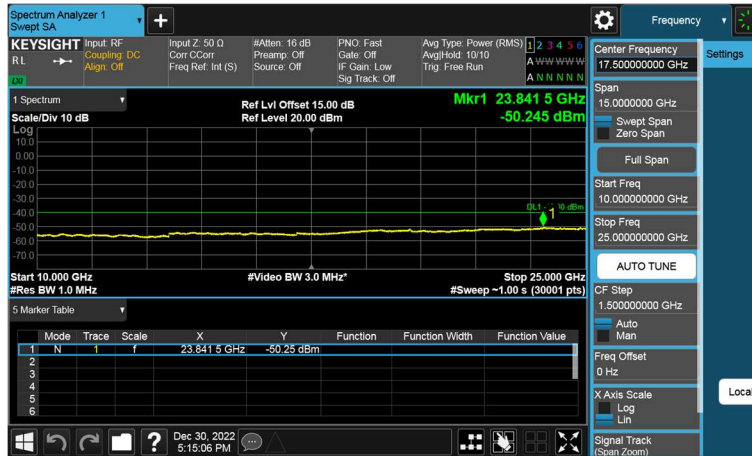 Spectrum Analyzer 1
Swept SA
Frequency
KEYSIGHT
R L
LXI
Input: RF
Coupling: DC
Align: Off
Input Z: 50 Ω
Corr CCorr
Freq Ref: Int (S)
#Atten: 16 dB
Preamp: Off
Source: Off
PNO: Fast
Gate: Off
IF Gain: Low
Sig Track: Off
Avg Type: Power (RMS)
Avg|Hold: 10/10
Trig: Free Run
1 2 3 4 5 6
A W W W W W
A N N N N N
1 Spectrum
Scale/Div 10 dB
Ref Lvl Offset 15.00 dB
Ref Level 20.00 dBm
Mkr1 23.841 5 GHz
-50.245 dBm
Log
10.0
0.00
-10.0
-20.0
-30.0
-40.0
-50.0
-60.0
-70.0
1
Start 10.000 GHz
#Res BW 1.0 MHz
#Video BW 3.0 MHz*
Stop 25.000 GHz
#Sweep ~1.00 s (30001 pts)
5 Marker Table
Mode Trace Scale X Y Function Function Width Function Value
1 N 1 f 23.841 5 GHz -50.25 dBm
2
3
4
5
6
Dec 30, 2022
5:15:06 PM
Center Frequency
17.500000000 GHz
Settings
Span
15.0000000 GHz
Swept Span
Zero Span
Full Span
Start Freq
10.000000000 GHz
Stop Freq
25.000000000 GHz
AUTO TUNE
CF Step
1.500000000 GHz
Auto
Man
Freq Offset
0 Hz
X Axis Scale
Log
Lin
Local
Signal Track
(Span Zoom)